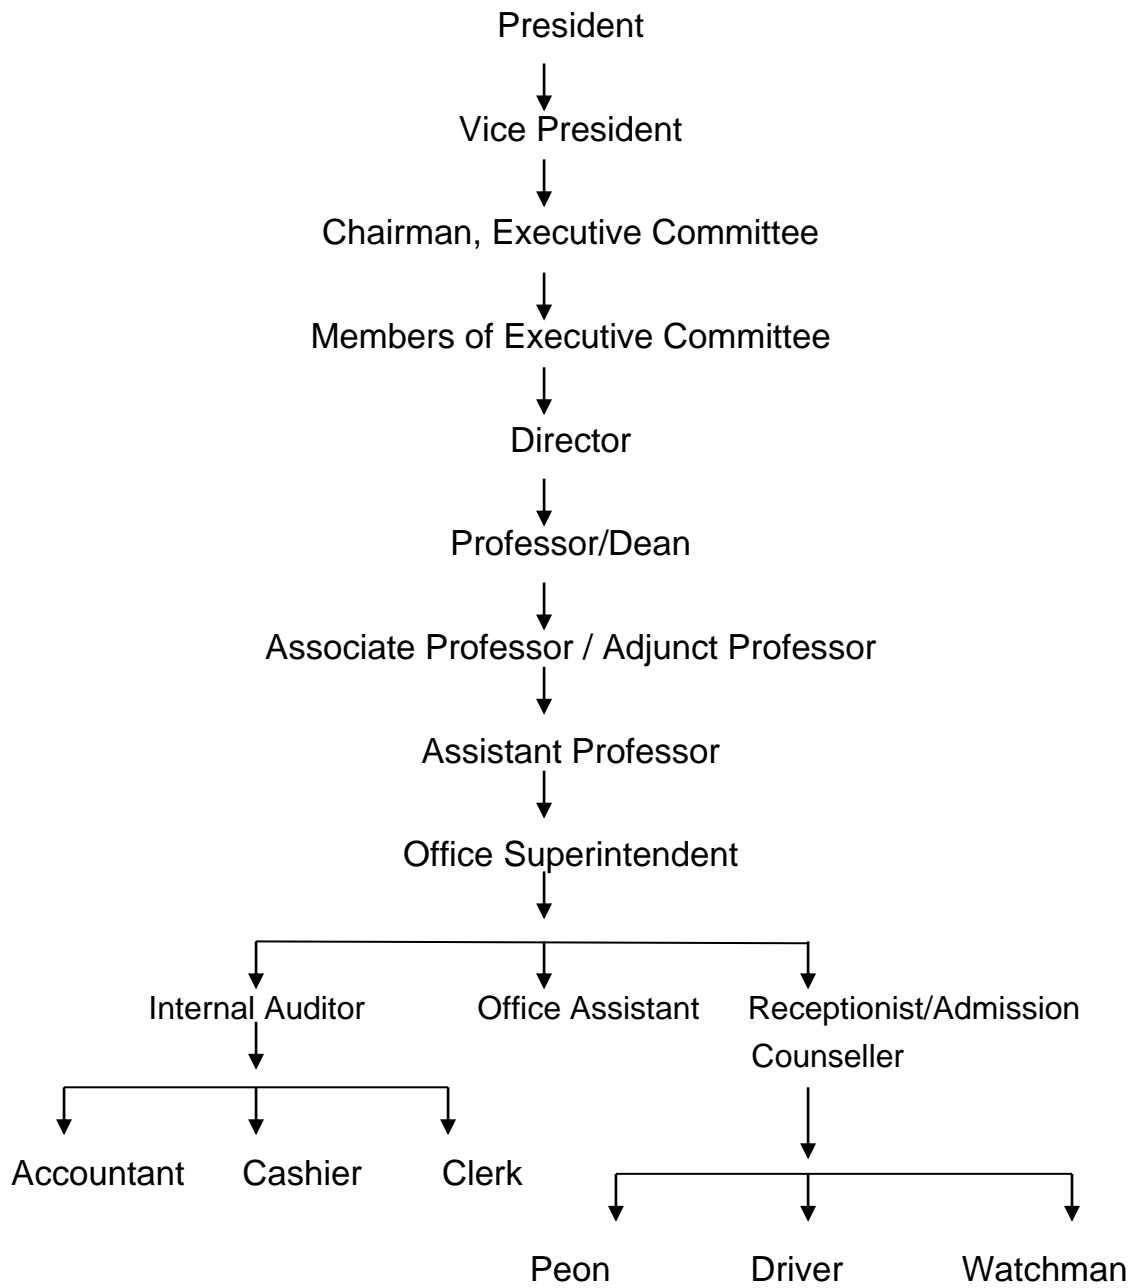 President
Vice President
Chairman, Executive Committee
Members of Executive Committee
Director
Professor/Dean
Associate Professor / Adjunct Professor
Assistant Professor
Office Superintendent
Internal Auditor
Office Assistant
Receptionist/Admission
Counseller
Accountant
Cashier
Clerk
Peon
Driver
Watchman